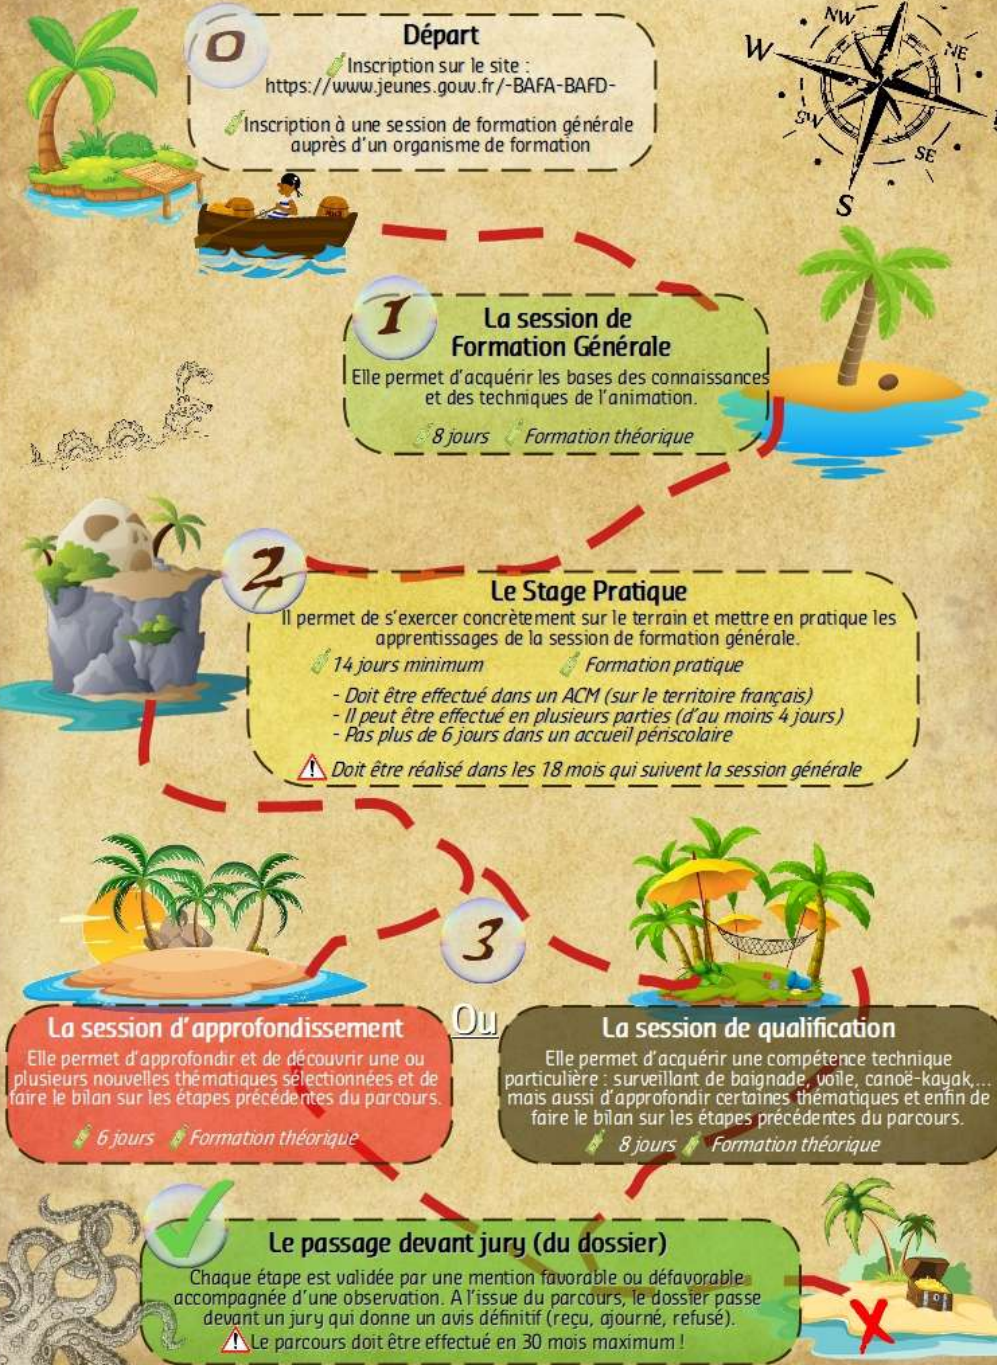 0
Départ
Inscription sur le site :
https://www.jeunes.gouv.fr/-BAFA-BAFD-
Inscription à une session de formation générale
auprès d'un organisme de formation
NW
W
NE
SW
SE
S
1
La session de
Formation Générale
Elle permet d'acquérir les bases des connaissances
et des techniques de l'animation.
8 jours Formation théorique
2
Le Stage Pratique
Il permet de s'exercer concrètement sur le terrain et mettre en pratique les
apprentissages de la session de formation générale.
14 jours minimum Formation pratique
- Doit être effectué dans un ACM (sur le territoire français)
- Il peut être effectué en plusieurs parties (d'au moins 4 jours)
- Pas plus de 6 jours dans un accueil périscolaire
Doit être réalisé dans les 18 mois qui suivent la session générale
3
Ou
La session d'approfondissement
Elle permet d'approfondir et de découvrir une ou
plusieurs nouvelles thématiques sélectionnées et de
faire le bilan sur les étapes précédentes du parcours.
6 jours Formation théorique
La session de qualification
Elle permet d'acquérir une compétence technique
particulière : surveillant de baignade, voile, canoë-kayak,...
mais aussi d'approfondir certaines thématiques et enfin de
faire le bilan sur les étapes précédentes du parcours.
8 jours Formation théorique
Le passage devant jury (du dossier)
Chaque étape est validée par une mention favorable ou défavorable
accompagnée d'une observation. A l'issue du parcours, le dossier passe
devant un jury qui donne un avis définitif (reçu, ajourné, refusé).
Le parcours doit être effectué en 30 mois maximum !